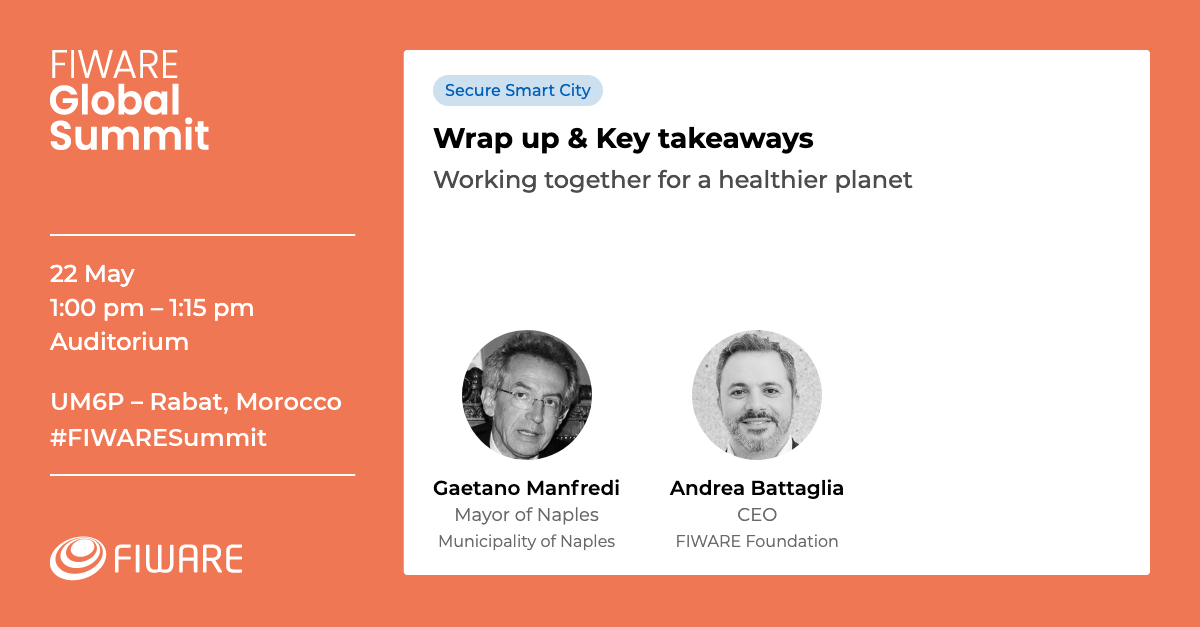 FIWARE
Global
Summit
22 May
1:00 pm – 1:15 pm
Auditorium
UM6P – Rabat, Morocco
#FIWARESummit
FIWARE
Secure Smart City
Wrap up & Key takeaways
Working together for a healthier planet
Gaetano Manfredi
Mayor of Naples
Municipality of Naples
Andrea Battaglia
CEO
FIWARE Foundation